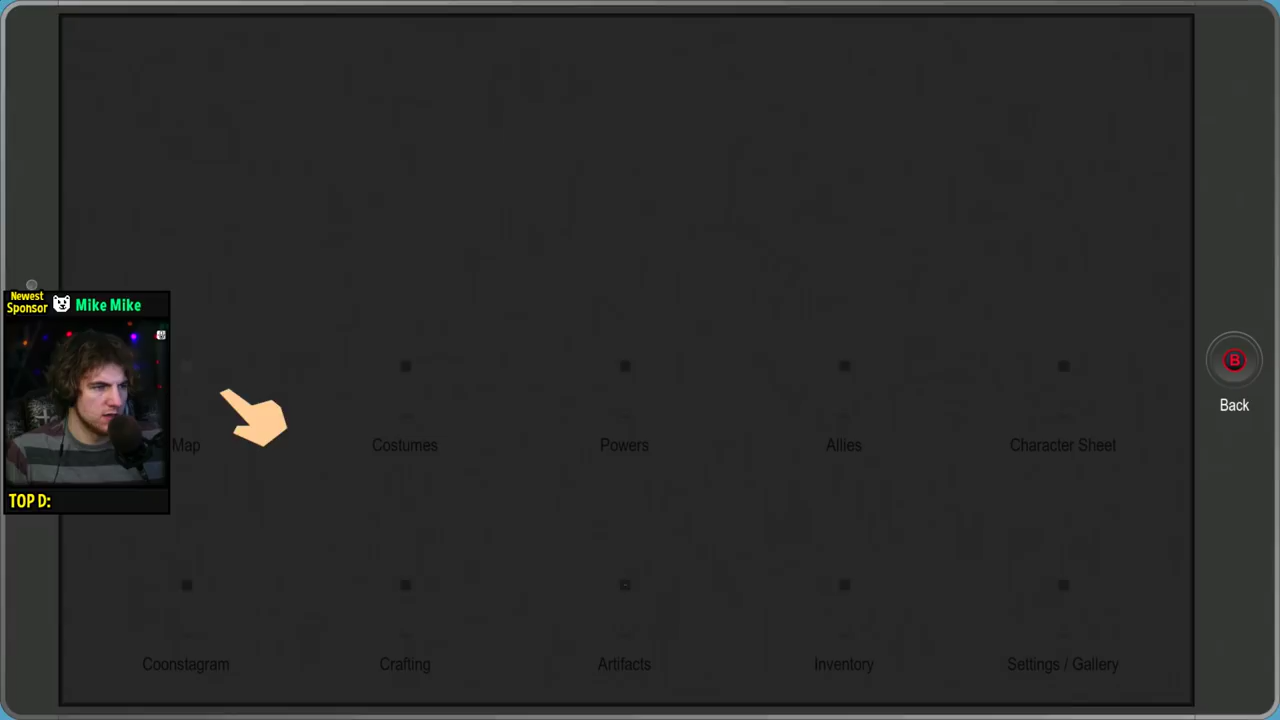 Newest
Sponsor
Mike Mike
TOP D:
Map
Costumes
Powers
Allies
Character Sheet
B
Back
Coonstagram
Crafting
Artifacts
Inventory
Settings / Gallery